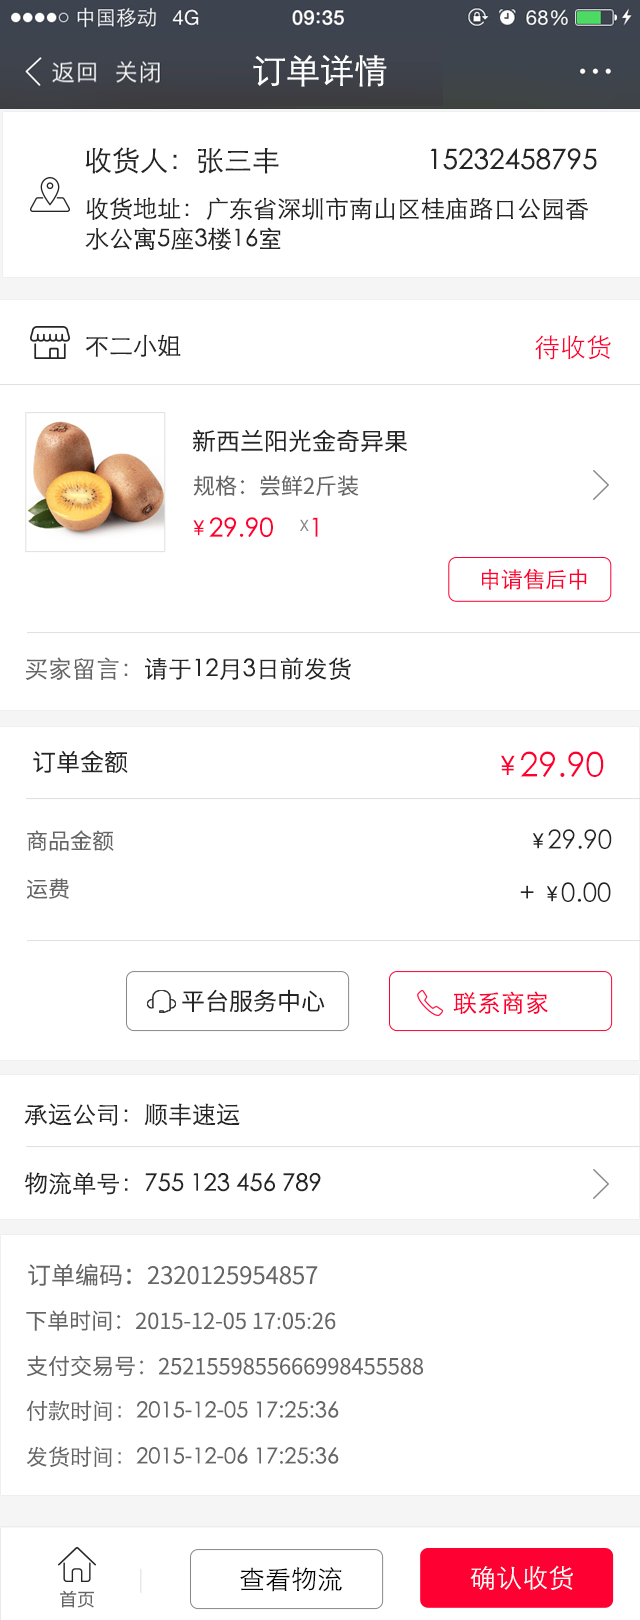 中国移动 4G 09:35 68%
返回 关闭 订单详情
收货人：张三丰 15232458795
收货地址：广东省深圳市南山区桂庙路口公园香
水公寓5座3楼16室
不二小姐 待收货
新西兰阳光金奇异果
规格：尝鲜2斤装
¥29.90 x1
申请售后中
买家留言：请于12月3日前发货
订单金额 ¥29.90
商品金额 ¥29.90
运费 + ¥0.00
平台服务中心 联系商家
承运公司：顺丰速运
物流单号：755 123 456 789
订单编码：2320125954857
下单时间：2015-12-05 17:05:26
支付交易号：2521559855666998455588
付款时间：2015-12-05 17:25:36
发货时间：2015-12-06 17:25:36
首页 查看物流 确认收货